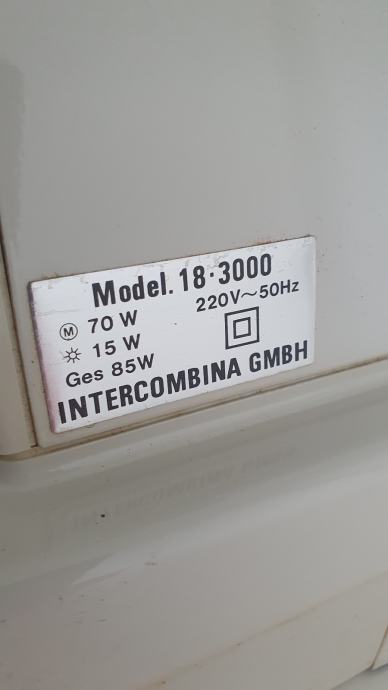 Model. 18·3000
Ⓜ 70 W 220V~50Hz
15 W
Ges 85W
INTERCOMBINA GMBH